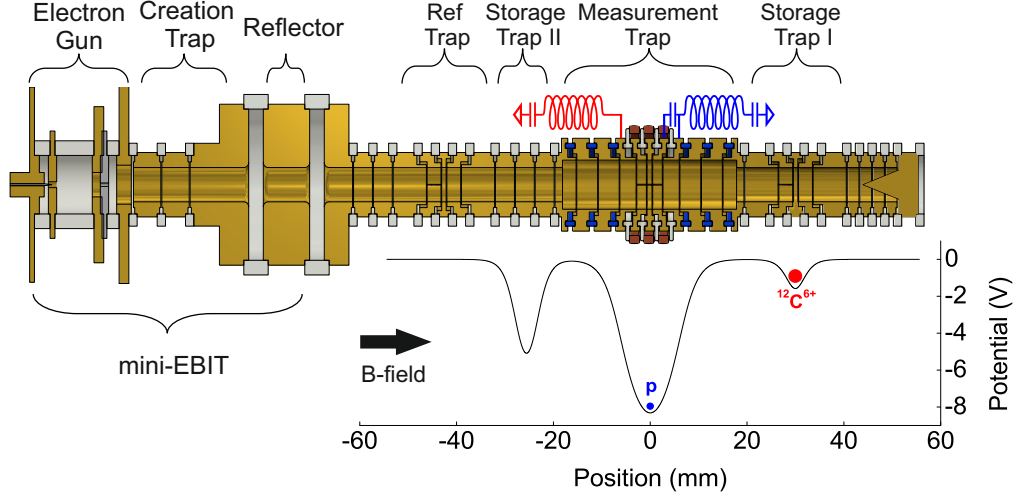 Electron
Gun
Creation
Trap
Reflector
Ref
Trap
Storage
Trap II
Measurement
Trap
Storage
Trap I
mini-EBIT
B-field
p
¹²C⁶⁺
0
-2
-4
-6
-8
Potential (V)
-60 -40 -20 0 20 40 60
Position (mm)